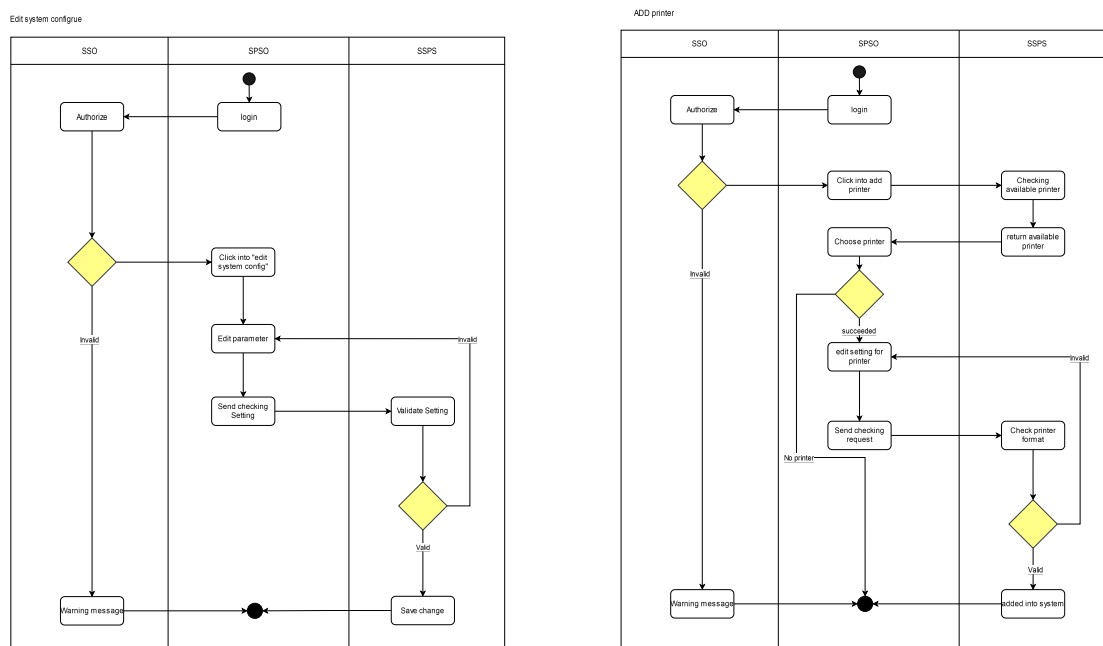 Edit system configrue
SSO
SPSO
SSPS
Authorize
login
Click into "edit
system config"
Invalid
Edit parameter
Invalid
Send checking
Setting
Validate Setting
Valid
Warning message
Save change
ADD printer
SSO
SPSO
SSPS
Authorize
login
Click into add
printer
Checking
available printer
Choose printer
return available
printer
Invalid
succeeded
edit setting for
printer
Invalid
Send checking
request
Check printer
format
No printer
Valid
Warning message
added into system